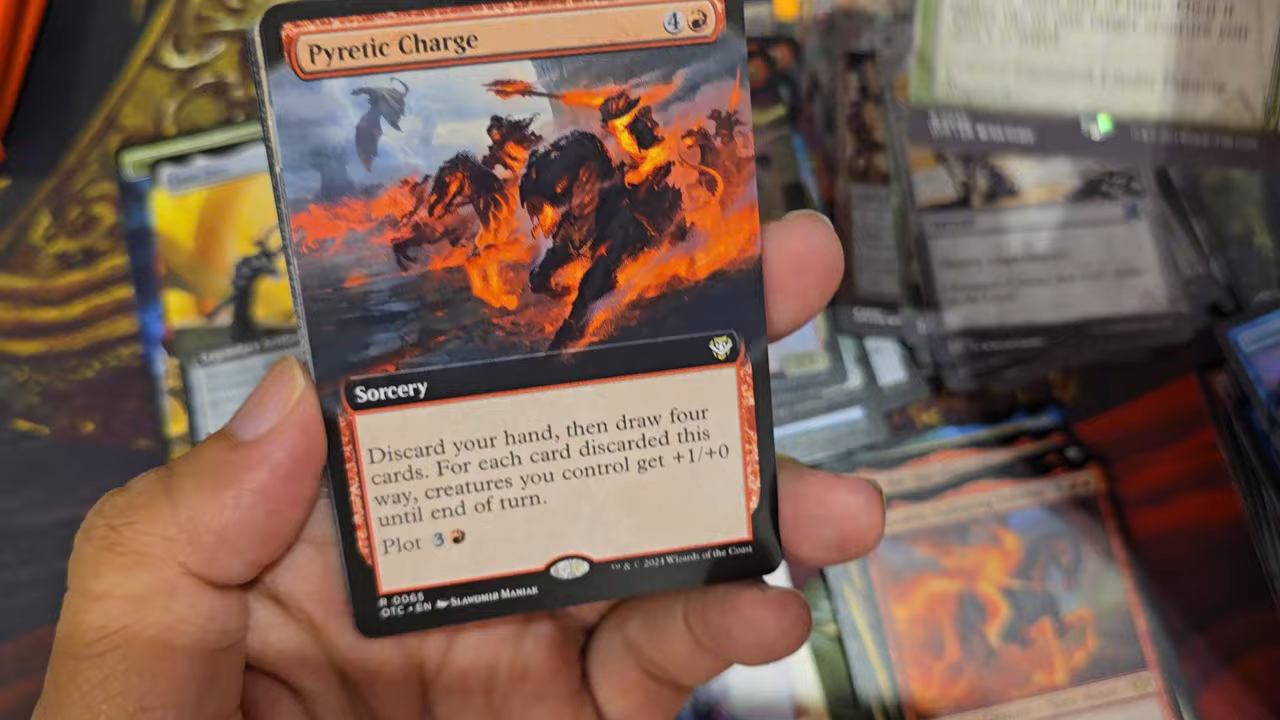 Pyretic Charge 4
Sorcery
Discard your hand, then draw four
cards. For each card discarded this
way, creatures you control get +1/+0
until end of turn.
Plot 3
R 0065
OTC • EN SLAWOMIR MANIAK
™ & © 2024 Wizards of the Coast